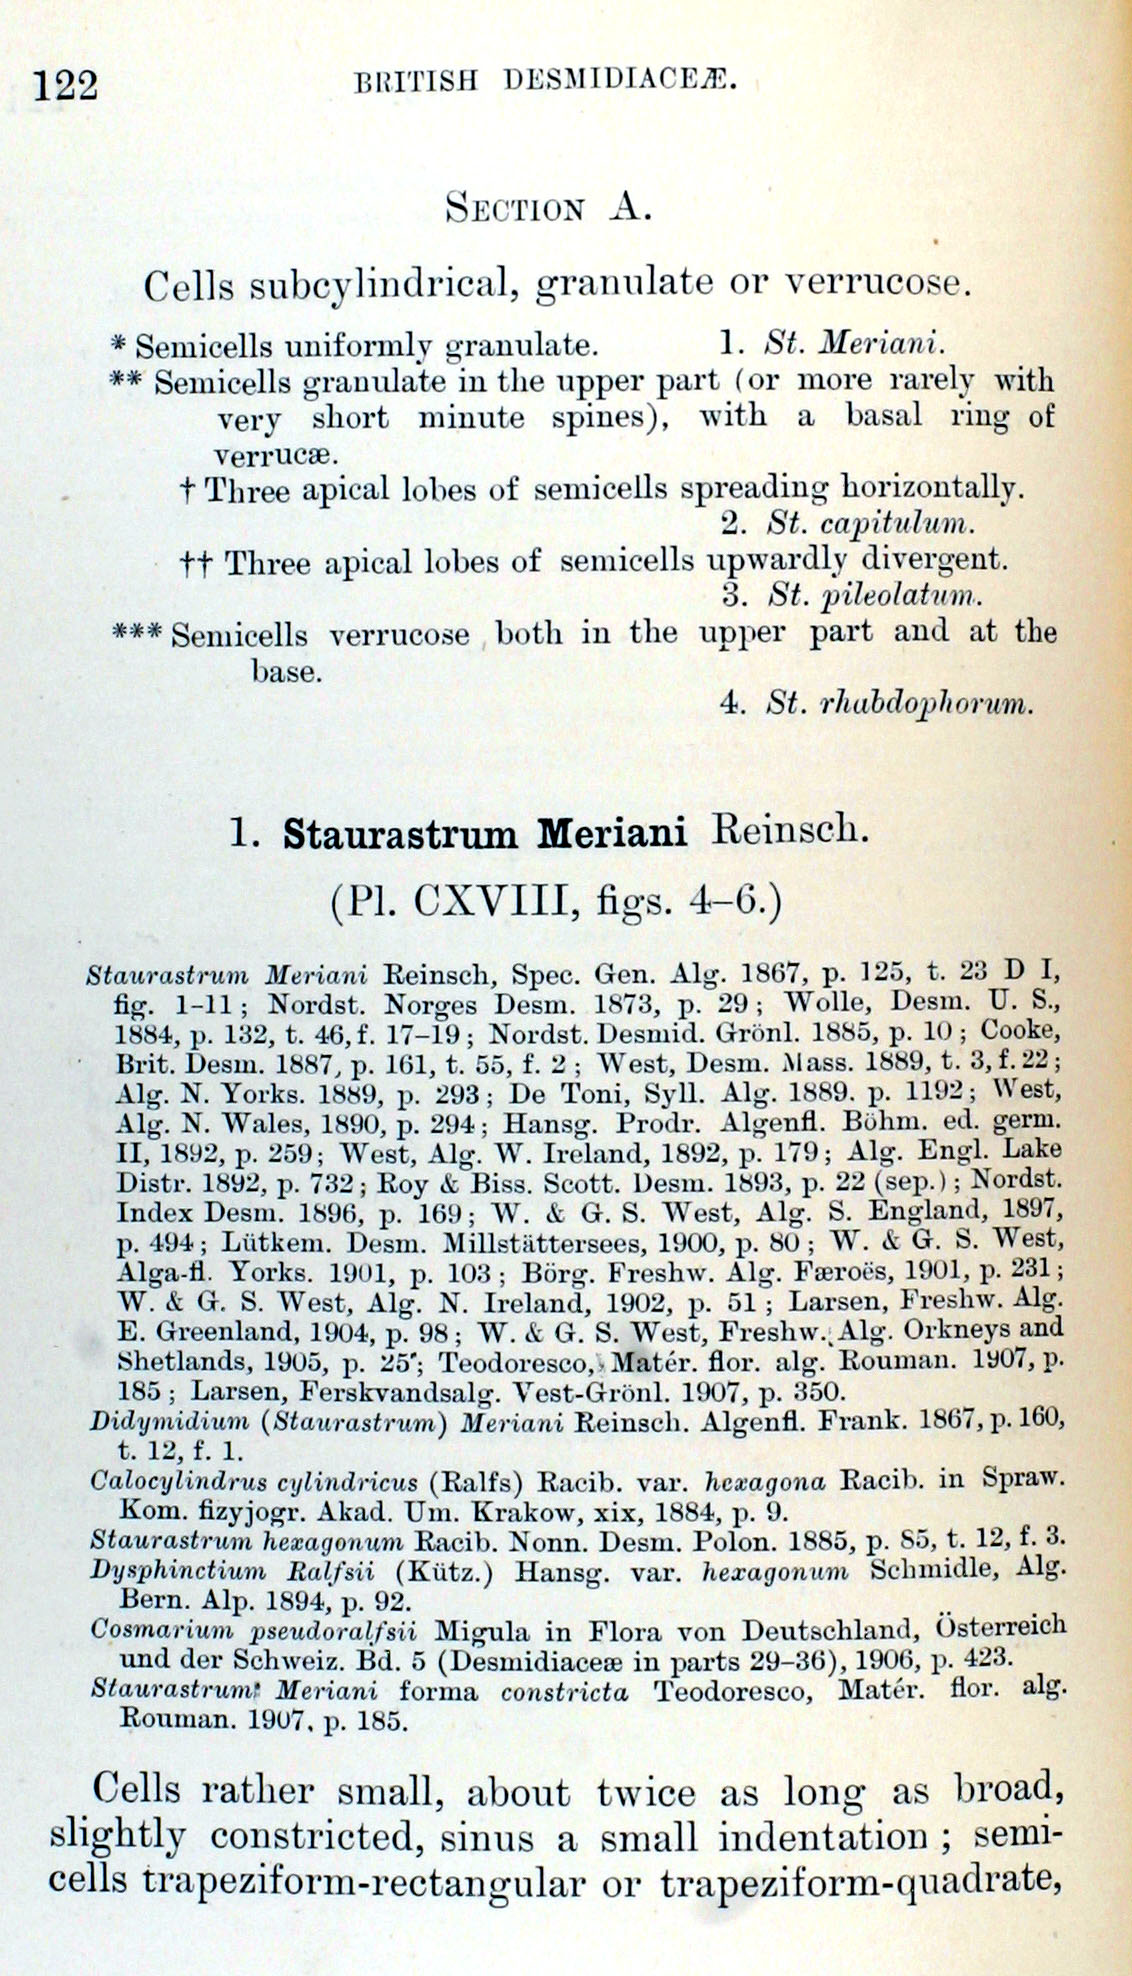 122
BRITISH DESMIDIACEÆ.
SECTION A.
Cells subcylindrical, granulate or verrucose.
* Semicells uniformly granulate. 1. St. Meriani.
** Semicells granulate in the upper part (or more rarely with
very short minute spines), with a basal ring of
verrucæ.
† Three apical lobes of semicells spreading horizontally.
2. St. capitulum.
†† Three apical lobes of semicells upwardly divergent.
3. St. pileolatum.
*** Semicells verrucose both in the upper part and at the
base.
4. St. rhabdophorum.
1. Staurastrum Meriani Reinsch.
(Pl. CXVIII, figs. 4–6.)
Staurastrum Meriani Reinsch, Spec. Gen. Alg. 1867, p. 125, t. 23 D I,
fig. 1–11; Nordst. Norges Desm. 1873, p. 29; Wolle, Desm. U. S.,
1884, p. 132, t. 46, f. 17–19; Nordst. Desmid. Grönl. 1885, p. 10; Cooke,
Brit. Desm. 1887, p. 161, t. 55, f. 2; West, Desm. Mass. 1889, t. 3, f. 22;
Alg. N. Yorks. 1889, p. 293; De Toni, Syll. Alg. 1889. p. 1192; West,
Alg. N. Wales, 1890, p. 294; Hansg. Prodr. Algenfl. Böhm. ed. germ.
II, 1892, p. 259; West, Alg. W. Ireland, 1892, p. 179; Alg. Engl. Lake
Distr. 1892, p. 732; Roy & Biss. Scott. Desm. 1893, p. 22 (sep.); Nordst.
Index Desm. 1896, p. 169; W. & G. S. West, Alg. S. England, 1897,
p. 494; Lütkem. Desm. Millstättersees, 1900, p. 80; W. & G. S. West,
Alga-fl. Yorks. 1901, p. 103; Börg. Freshw. Alg. Færoës, 1901, p. 231;
W. & G. S. West, Alg. N. Ireland, 1902, p. 51; Larsen, Freshw. Alg.
E. Greenland, 1904, p. 98; W. & G. S. West, Freshw. Alg. Orkneys and
Shetlands, 1905, p. 25; Teodoresco, Matér. flor. alg. Rouman. 1907, p.
185; Larsen, Ferskvandsalg. Vest-Grönl. 1907, p. 350.
Didymidium (Staurastrum) Meriani Reinsch. Algenfl. Frank. 1867, p. 160,
t. 12, f. 1.
Calocylindrus cylindricus (Ralfs) Racib. var. hexagona Racib. in Spraw.
Kom. fizyjogr. Akad. Um. Krakow, xix, 1884, p. 9.
Staurastrum hexagonum Racib. Nonn. Desm. Polon. 1885, p. 85, t. 12, f. 3.
Dysphinctium Ralfsii (Kütz.) Hansg. var. hexagonum Schmidle, Alg.
Bern. Alp. 1894, p. 92.
Cosmarium pseudoralfsii Migula in Flora von Deutschland, Österreich
und der Schweiz. Bd. 5 (Desmidiaceæ in parts 29–36), 1906, p. 423.
Staurastrum Meriani forma constricta Teodoresco, Matér. flor. alg.
Rouman. 1907, p. 185.
Cells rather small, about twice as long as broad,
slightly constricted, sinus a small indentation; semi-
cells trapeziform-rectangular or trapeziform-quadrate,